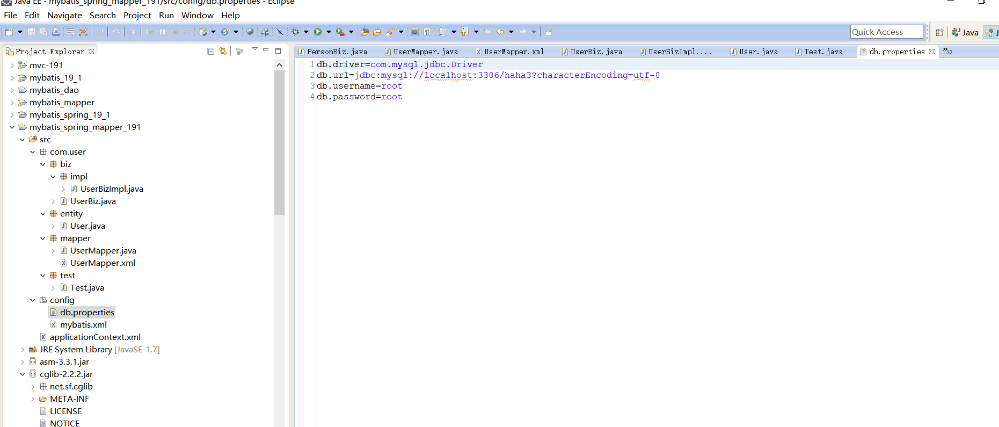 Java EE - mybatis_spring_mapper_191/src/config/db.properties - Eclipse
File Edit Navigate Search Project Run Window Help
Quick Access
Java
Project Explorer
mvc-191
mybatis_19_1
mybatis_dao
mybatis_mapper
mybatis_spring_19_1
mybatis_spring_mapper_191
src
com.user
biz
impl
UserBizImpl.java
UserBiz.java
entity
User.java
mapper
UserMapper.java
UserMapper.xml
test
Test.java
config
db.properties
mybatis.xml
applicationContext.xml
JRE System Library [JavaSE-1.7]
asm-3.3.1.jar
cglib-2.2.2.jar
net.sf.cglib
META-INF
LICENSE
NOTICE
PersonBiz.java UserMapper.java UserMapper.xml UserBiz.java UserBizImpl.... User.java Test.java db.properties »32
1 db.driver=com.mysql.jdbc.Driver
2 db.url=jdbc:mysql://localhost:3306/haha3?characterEncoding=utf-8
3 db.username=root
4 db.password=root